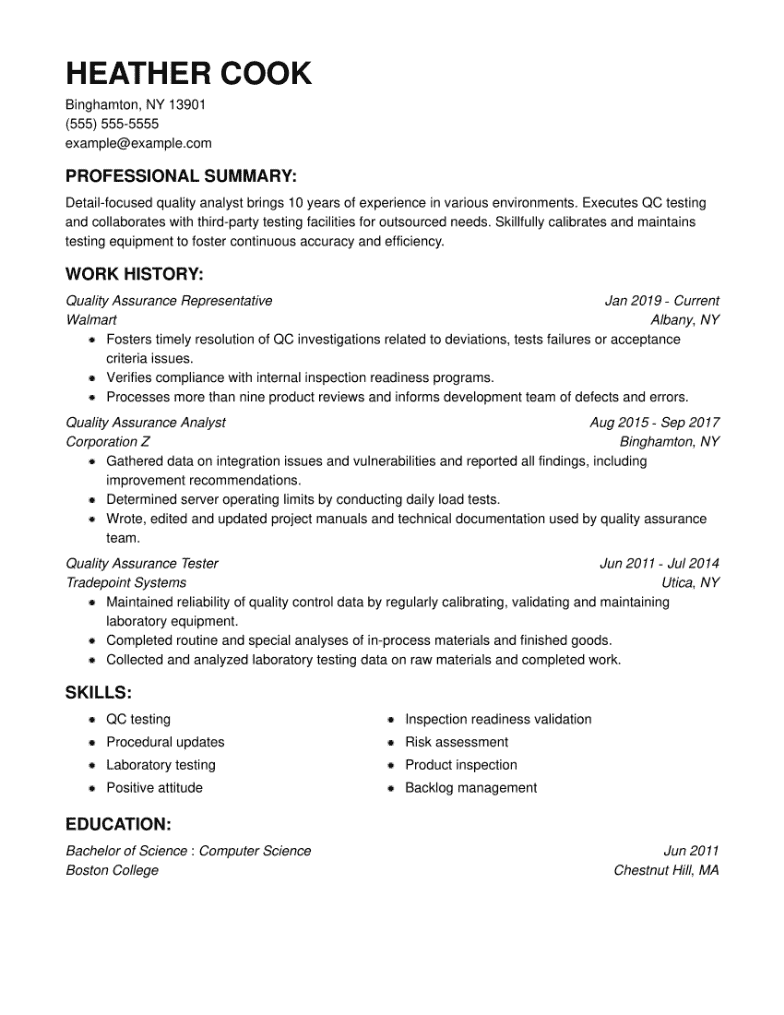 HEATHER COOK
Binghamton, NY 13901
(555) 555-5555
example@example.com
PROFESSIONAL SUMMARY:
Detail-focused quality analyst brings 10 years of experience in various environments. Executes QC testing
and collaborates with third-party testing facilities for outsourced needs. Skillfully calibrates and maintains
testing equipment to foster continuous accuracy and efficiency.
WORK HISTORY:
Quality Assurance Representative Jan 2019 - Current
Walmart Albany, NY
Fosters timely resolution of QC investigations related to deviations, tests failures or acceptance
criteria issues.
Verifies compliance with internal inspection readiness programs.
Processes more than nine product reviews and informs development team of defects and errors.
Quality Assurance Analyst Aug 2015 - Sep 2017
Corporation Z Binghamton, NY
Gathered data on integration issues and vulnerabilities and reported all findings, including
improvement recommendations.
Determined server operating limits by conducting daily load tests.
Wrote, edited and updated project manuals and technical documentation used by quality assurance
team.
Quality Assurance Tester Jun 2011 - Jul 2014
Tradepoint Systems Utica, NY
Maintained reliability of quality control data by regularly calibrating, validating and maintaining
laboratory equipment.
Completed routine and special analyses of in-process materials and finished goods.
Collected and analyzed laboratory testing data on raw materials and completed work.
SKILLS:
QC testing
Procedural updates
Laboratory testing
Positive attitude
Inspection readiness validation
Risk assessment
Product inspection
Backlog management
EDUCATION:
Bachelor of Science : Computer Science Jun 2011
Boston College Chestnut Hill, MA